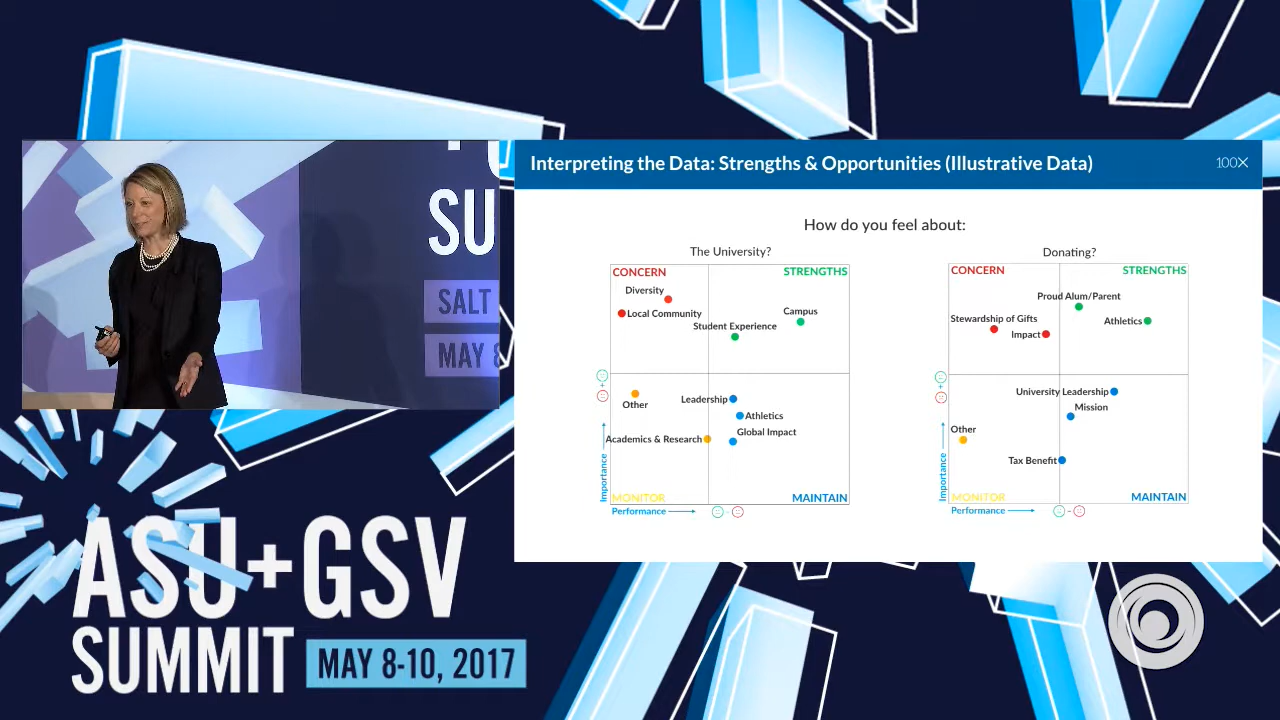 SU
SALT
MAY
Interpreting the Data: Strengths & Opportunities (Illustrative Data)
100X
How do you feel about:
The University?
CONCERN
STRENGTHS
Diversity
Local Community
Campus
Student Experience
Other
Leadership
Athletics
Global Impact
Academics & Research
MONITOR
MAINTAIN
Importance
Performance
Donating?
CONCERN
STRENGTHS
Proud Alum/Parent
Stewardship of Gifts
Athletics
Impact
University Leadership
Mission
Other
Tax Benefit
MONITOR
MAINTAIN
Importance
Performance
ASU+GSV
SUMMIT
MAY 8-10, 2017